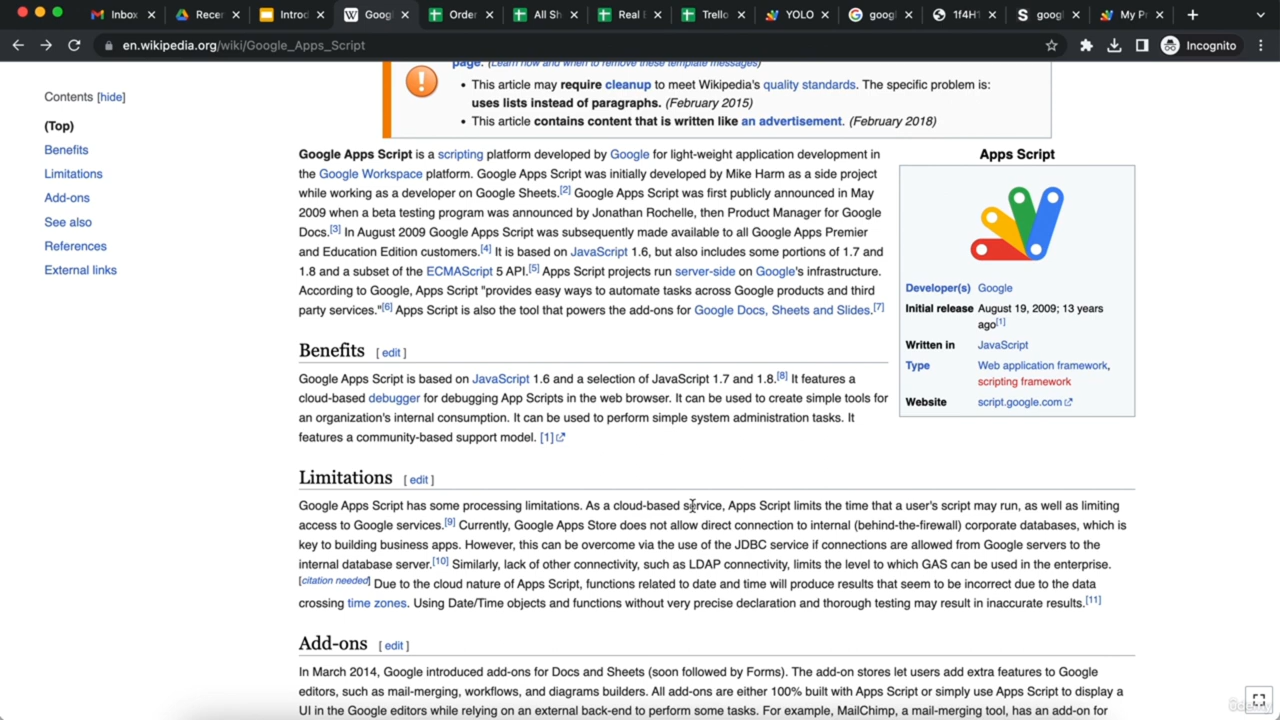 Inbox
Recer
Introd
Googl
Order
All Sh
Real E
Trello
YOLO
googl
1f4H1
googl
My Pr
en.wikipedia.org/wiki/Google_Apps_Script
Incognito
Contents [hide]
(Top)
Benefits
Limitations
Add-ons
See also
References
External links
page. (Learn how and when to remove these template messages)
• This article may require cleanup to meet Wikipedia's quality standards. The specific problem is:
uses lists instead of paragraphs. (February 2015)
• This article contains content that is written like an advertisement. (February 2018)
Google Apps Script is a scripting platform developed by Google for light-weight application development in
the Google Workspace platform. Google Apps Script was initially developed by Mike Harm as a side project
while working as a developer on Google Sheets.[2] Google Apps Script was first publicly announced in May
2009 when a beta testing program was announced by Jonathan Rochelle, then Product Manager for Google
Docs.[3] In August 2009 Google Apps Script was subsequently made available to all Google Apps Premier
and Education Edition customers.[4] It is based on JavaScript 1.6, but also includes some portions of 1.7 and
1.8 and a subset of the ECMAScript 5 API.[5] Apps Script projects run server-side on Google's infrastructure.
According to Google, Apps Script "provides easy ways to automate tasks across Google products and third
party services."[6] Apps Script is also the tool that powers the add-ons for Google Docs, Sheets and Slides.[7]
Apps Script
Developer(s) Google
Initial release August 19, 2009; 13 years
ago[1]
Written in JavaScript
Type Web application framework,
scripting framework
Website script.google.com
Benefits [ edit ]
Google Apps Script is based on JavaScript 1.6 and a selection of JavaScript 1.7 and 1.8.[8] It features a
cloud-based debugger for debugging App Scripts in the web browser. It can be used to create simple tools for
an organization's internal consumption. It can be used to perform simple system administration tasks. It
features a community-based support model. [1]
Limitations [ edit ]
Google Apps Script has some processing limitations. As a cloud-based service, Apps Script limits the time that a user's script may run, as well as limiting
access to Google services.[9] Currently, Google Apps Store does not allow direct connection to internal (behind-the-firewall) corporate databases, which is
key to building business apps. However, this can be overcome via the use of the JDBC service if connections are allowed from Google servers to the
internal database server.[10] Similarly, lack of other connectivity, such as LDAP connectivity, limits the level to which GAS can be used in the enterprise.
[citation needed] Due to the cloud nature of Apps Script, functions related to date and time will produce results that seem to be incorrect due to the data
crossing time zones. Using Date/Time objects and functions without very precise declaration and thorough testing may result in inaccurate results.[11]
Add-ons [ edit ]
In March 2014, Google introduced add-ons for Docs and Sheets (soon followed by Forms). The add-on stores let users add extra features to Google
editors, such as mail-merging, workflows, and diagrams builders. All add-ons are either 100% built with Apps Script or simply use Apps Script to display a
UI in the Google editors while relying on an external back-end to perform some tasks. For example, MailChimp, a mail-merging tool, has an add-on for